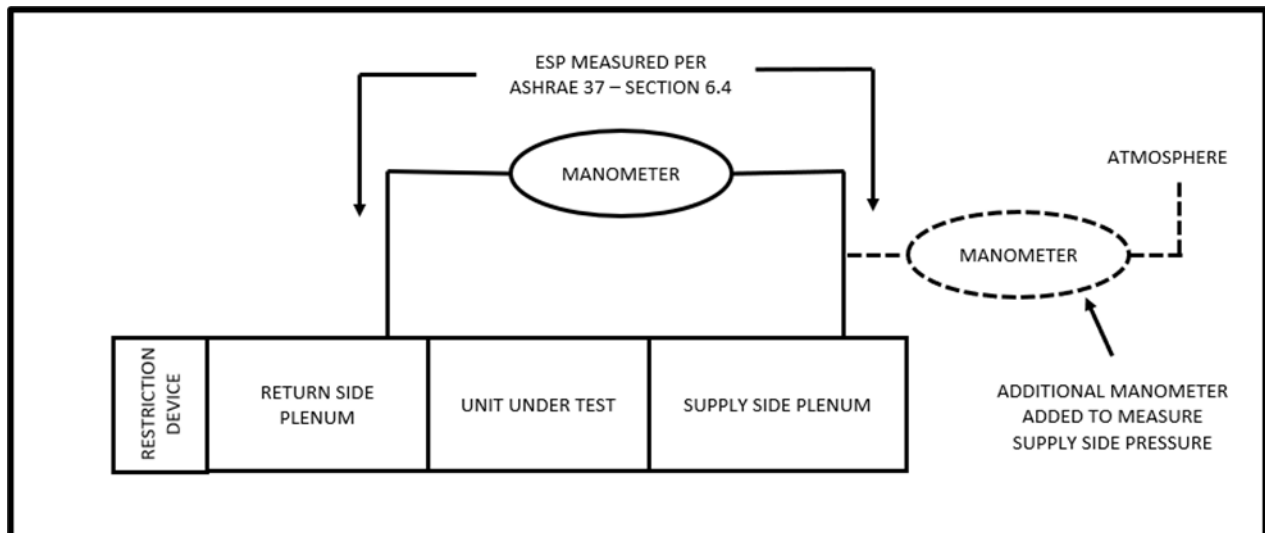 ESP MEASURED PER
ASHRAE 37 – SECTION 6.4
MANOMETER
ATMOSPHERE
MANOMETER
RESTRICTION
DEVICE
RETURN SIDE
PLENUM
UNIT UNDER TEST
SUPPLY SIDE PLENUM
ADDITIONAL MANOMETER
ADDED TO MEASURE
SUPPLY SIDE PRESSURE